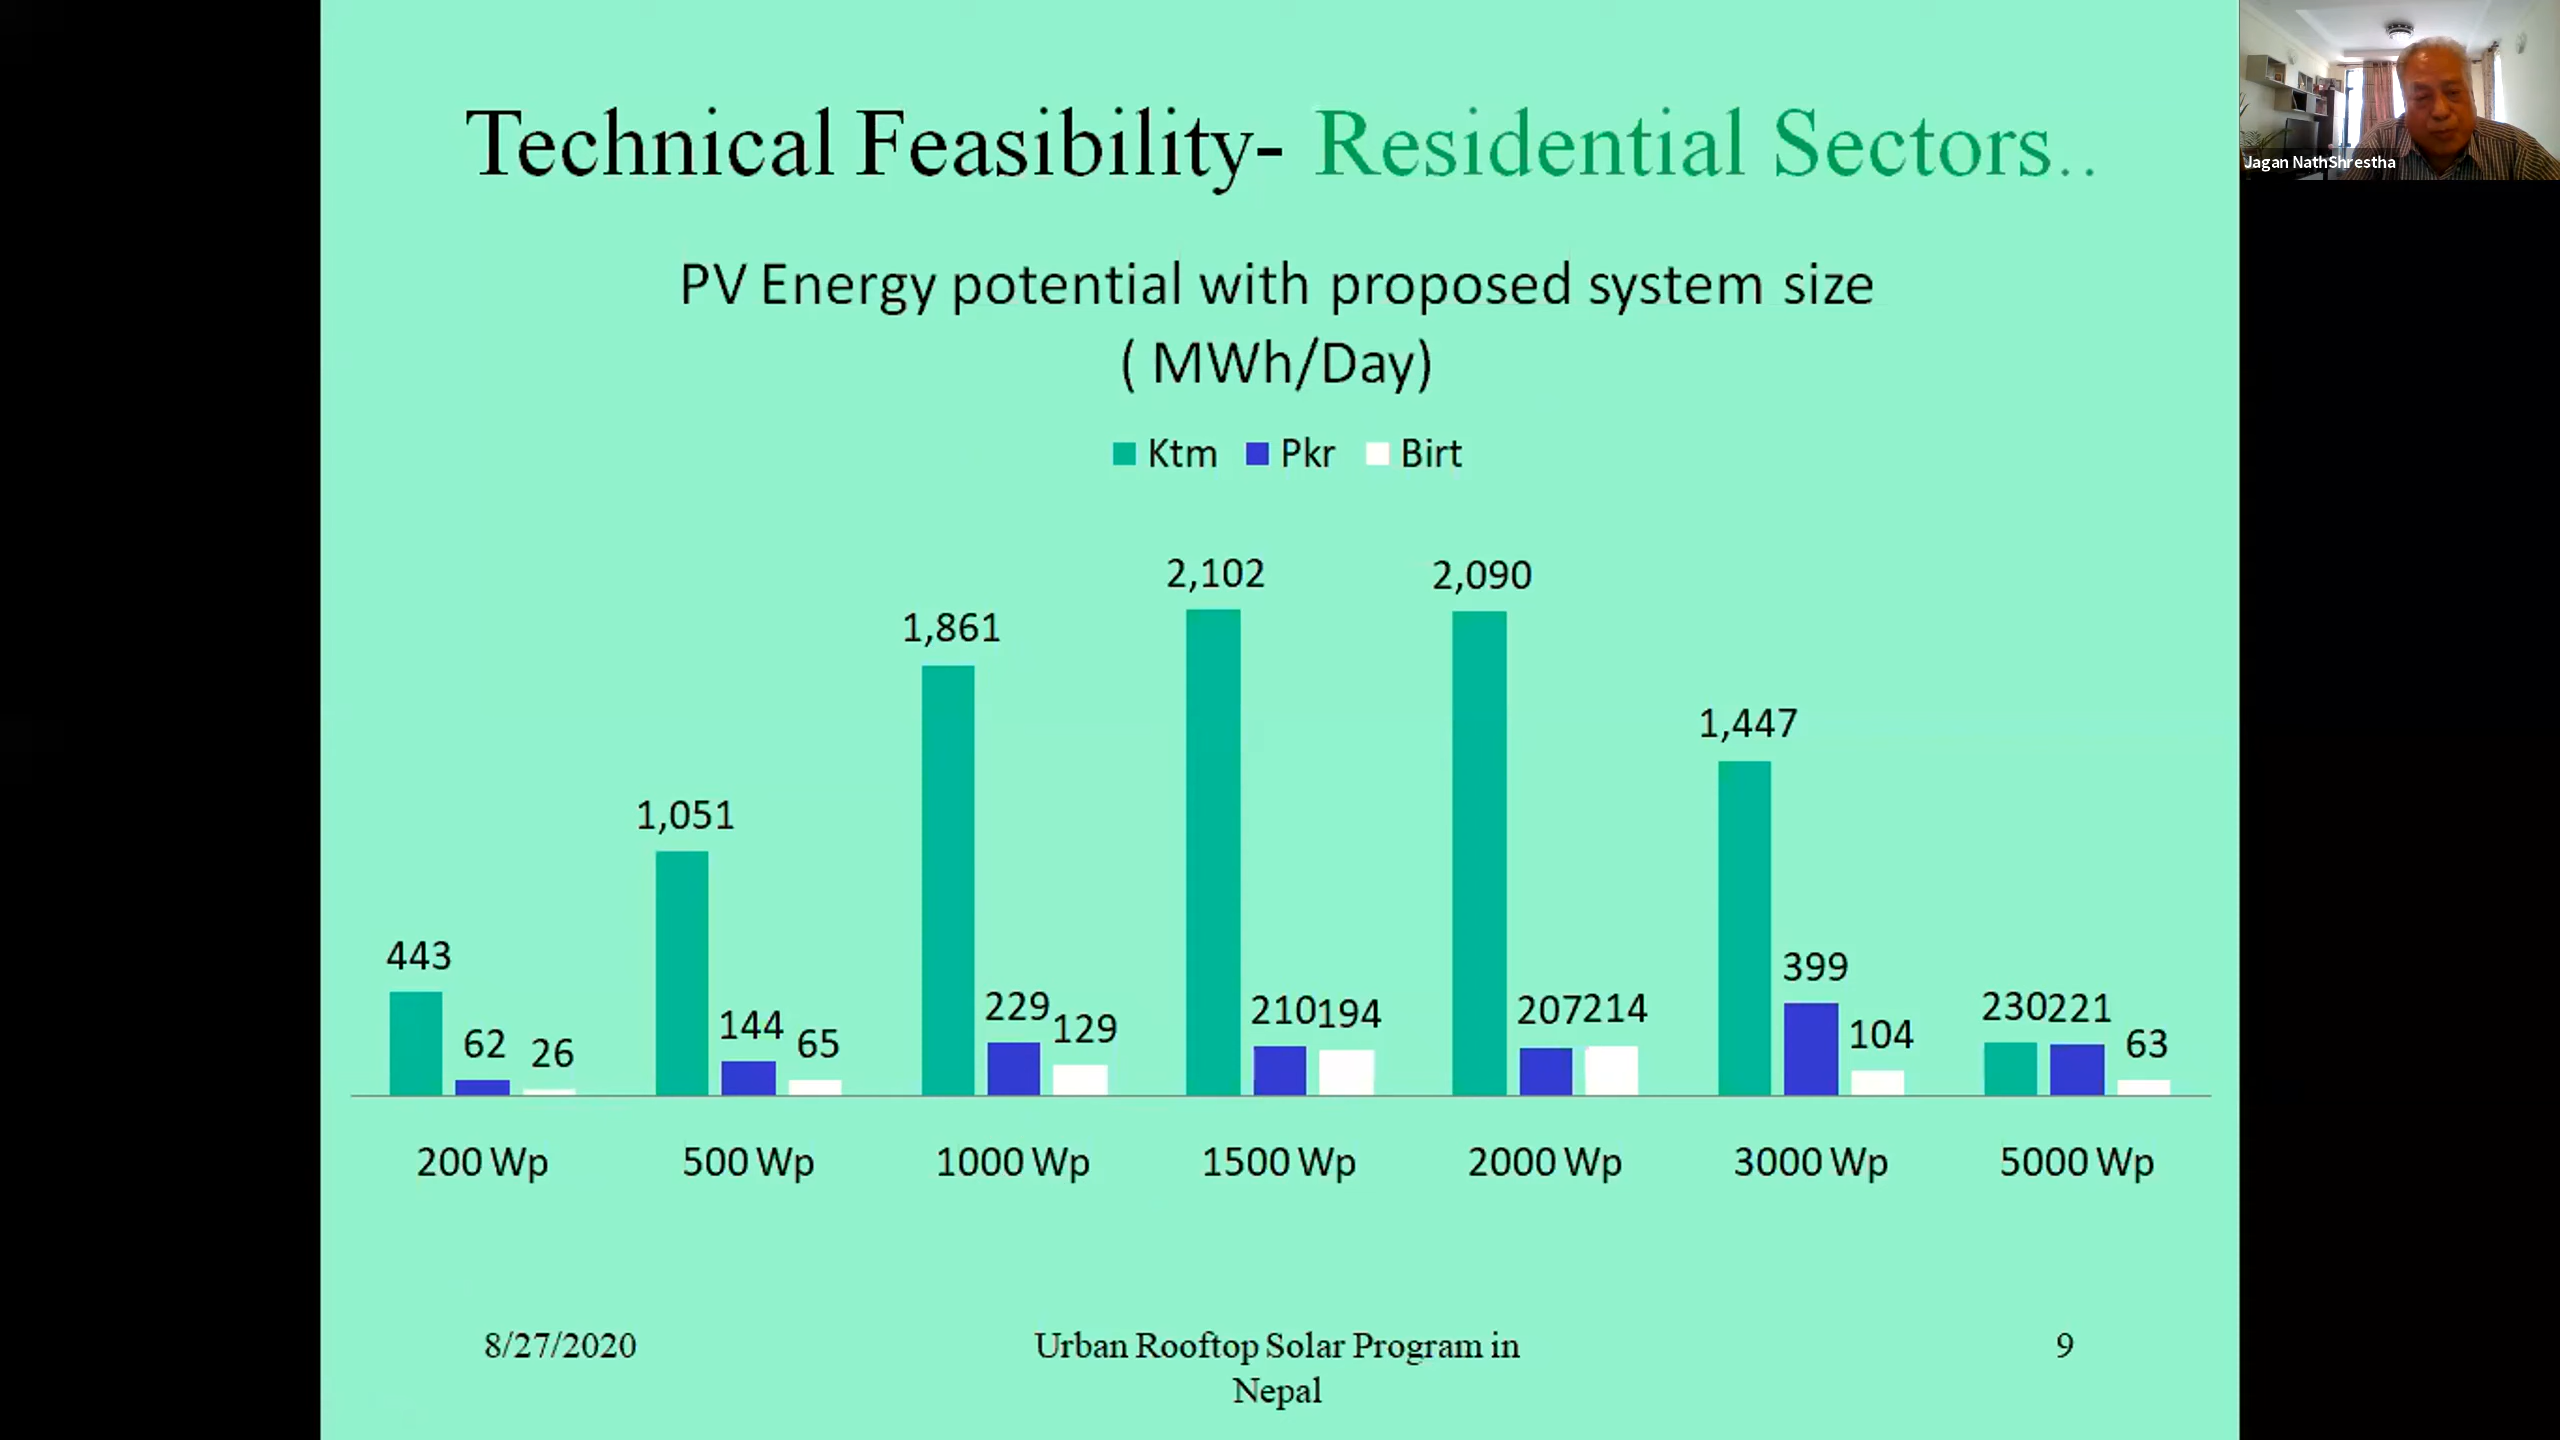 Technical Feasibility- Residential Sectors..
Jagan NathShrestha
PV Energy potential with proposed system size
( MWh/Day)
Ktm Pkr Birt
443 62 26
1,051 144 65
1,861 229 129
2,102 210 194
2,090 207 214
1,447 399 104
230 221 63
200 Wp 500 Wp 1000 Wp 1500 Wp 2000 Wp 3000 Wp 5000 Wp
8/27/2020
Urban Rooftop Solar Program in
Nepal
9